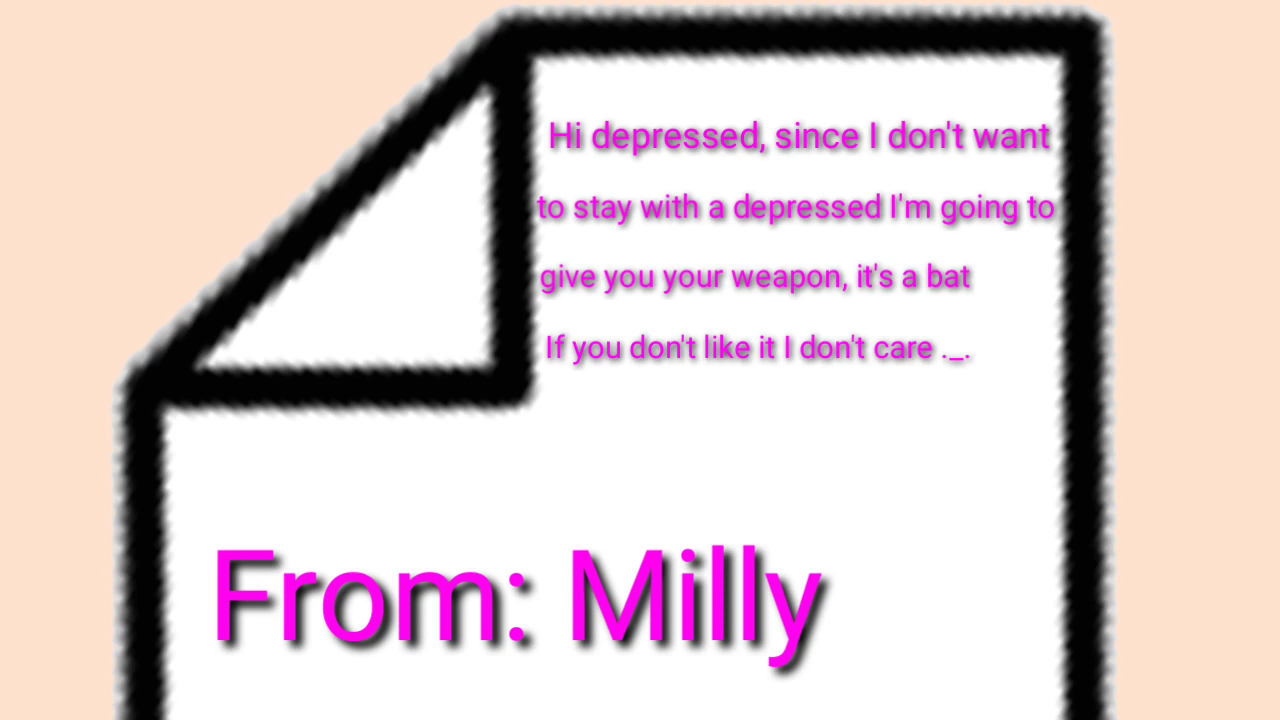 Hi depressed, since I don't want
to stay with a depressed I'm going to
give you your weapon, it's a bat
If you don't like it I don't care ._.
From: Milly